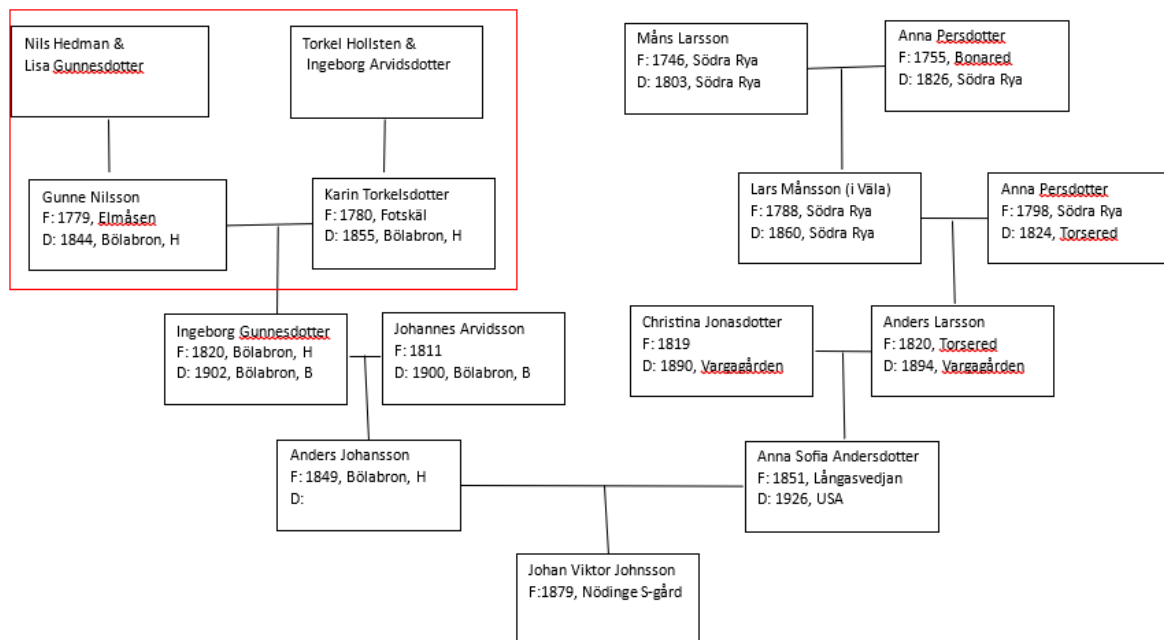 Nils Hedman &
Lisa Gunnesdotter
Torkel Hollsten &
Ingeborg Arvidsdotter
Måns Larsson
F: 1746, Södra Rya
D: 1803, Södra Rya
Anna Persdotter
F: 1755, Bonared
D: 1826, Södra Rya
Gunne Nilsson
F: 1779, Elmåsen
D: 1844, Bölabron, H
Karin Torkelsdotter
F: 1780, Fotskäl
D: 1855, Bölabron, H
Lars Månsson (i Väla)
F: 1788, Södra Rya
D: 1860, Södra Rya
Anna Persdotter
F: 1798, Södra Rya
D: 1824, Torsered
Ingeborg Gunnesdotter
F: 1820, Bölabron, H
D: 1902, Bölabron, B
Johannes Arvidsson
F: 1811
D: 1900, Bölabron, B
Christina Jonasdotter
F: 1819
D: 1890, Vargagården
Anders Larsson
F: 1820, Torsered
D: 1894, Vargagården
Anders Johansson
F: 1849, Bölabron, H
D:
Anna Sofia Andersdotter
F: 1851, Långasvedjan
D: 1926, USA
Johan Viktor Johnsson
F:1879, Nödinge S-gård